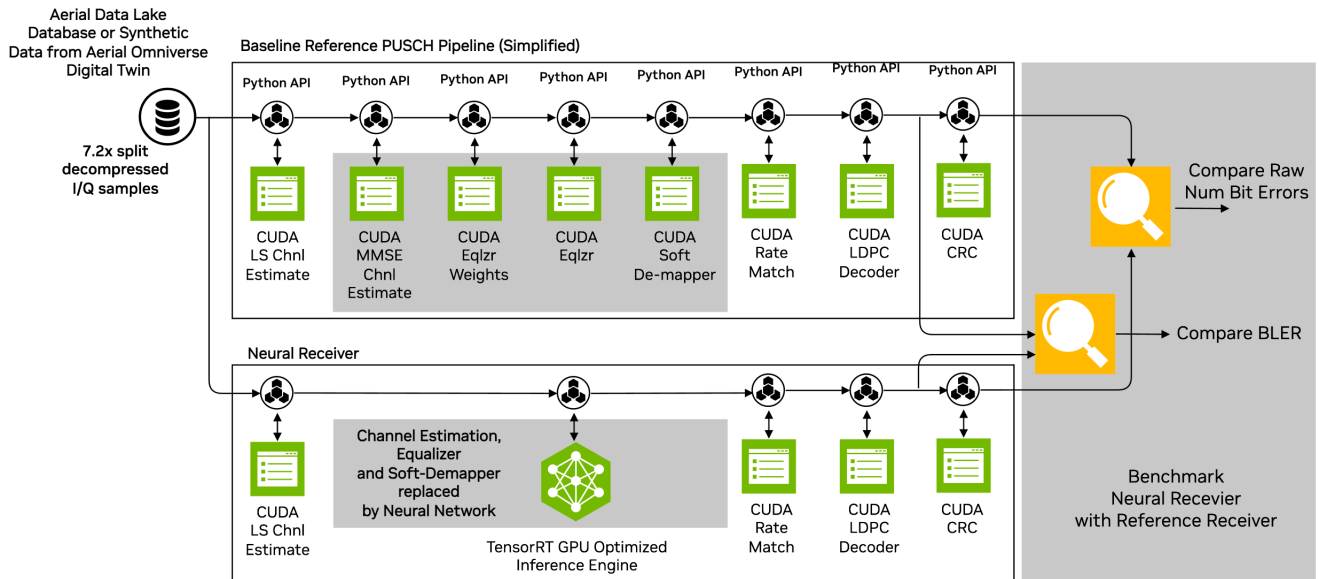 Aerial Data Lake
Database or Synthetic
Data from Aerial Omniverse
Digital Twin
7.2x split
decompressed
I/Q samples
Baseline Reference PUSCH Pipeline (Simplified)
Python API
Python API
Python API
Python API
Python API
Python API
Python API
Python API
CUDA
LS Chnl
Estimate
CUDA
MMSE
Chnl
Estimate
CUDA
Eqlzr
Weights
CUDA
Eqlzr
CUDA
Soft
De-mapper
CUDA
Rate
Match
CUDA
LDPC
Decoder
CUDA
CRC
Compare Raw
Num Bit Errors
Compare BLER
Neural Receiver
CUDA
LS Chnl
Estimate
Channel Estimation,
Equalizer
and Soft-Demapper
replaced
by Neural Network
TensorRT GPU Optimized
Inference Engine
CUDA
Rate
Match
CUDA
LDPC
Decoder
CUDA
CRC
Benchmark
Neural Recevier
with Reference Receiver